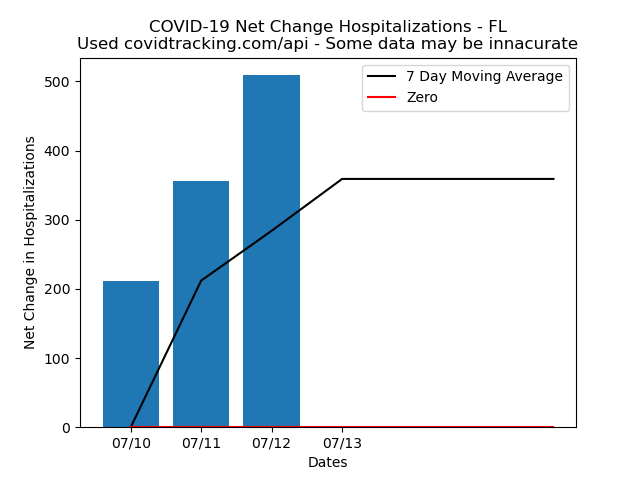 COVID-19 Net Change Hospitalizations - FL
Used covidtracking.com/api - Some data may be innacurate
7 Day Moving Average
Zero
Net Change in Hospitalizations
500
400
300
200
100
0
07/10 07/11 07/12 07/13
Dates